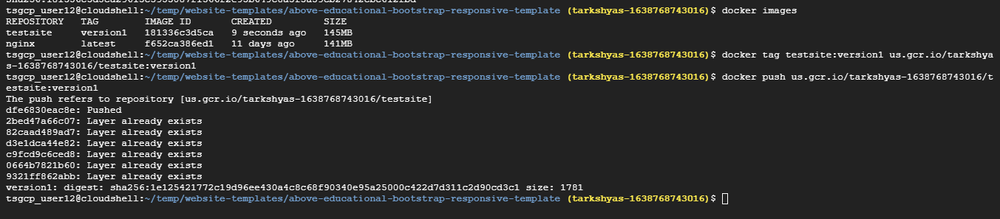 tsgcp_user12@cloudshell:~/temp/website-templates/above-educational-bootstrap-responsive-template (tarkshyas-1638768743016)$ docker images
REPOSITORY   TAG        IMAGE ID       CREATED         SIZE
testsite     version1   181336c3d5ca   9 seconds ago   145MB
nginx        latest     f652ca386ed1   11 days ago     141MB
tsgcp_user12@cloudshell:~/temp/website-templates/above-educational-bootstrap-responsive-template (tarkshyas-1638768743016)$ docker tag testsite:version1 us.gcr.io/tarkshya
s-1638768743016/testsite:version1
tsgcp_user12@cloudshell:~/temp/website-templates/above-educational-bootstrap-responsive-template (tarkshyas-1638768743016)$ docker push us.gcr.io/tarkshyas-1638768743016/t
estsite:version1
The push refers to repository [us.gcr.io/tarkshyas-1638768743016/testsite]
dfe6830eac8e: Pushed
2bed47a66c07: Layer already exists
82caad489ad7: Layer already exists
d3e1dca44e82: Layer already exists
c9fcd9c6ced8: Layer already exists
0664b7821b60: Layer already exists
9321ff862abb: Layer already exists
version1: digest: sha256:1e125421772c19d96ee430a4c8c68f90340e95a25000c422d7d311c2d90cd3c1 size: 1781
tsgcp_user12@cloudshell:~/temp/website-templates/above-educational-bootstrap-responsive-template (tarkshyas-1638768743016)$